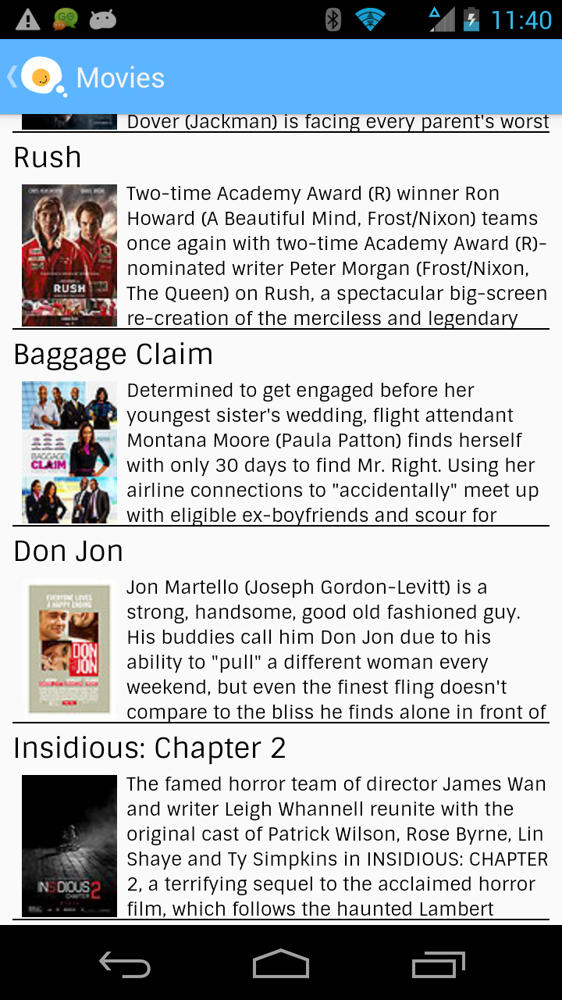 11:40
Movies
Dover (Jackman) is facing every parent's worst
Rush
RUSH
Two-time Academy Award (R) winner Ron
Howard (A Beautiful Mind, Frost/Nixon) teams
once again with two-time Academy Award (R)-
nominated writer Peter Morgan (Frost/Nixon,
The Queen) on Rush, a spectacular big-screen
re-creation of the merciless and legendary
Baggage Claim
BAGGAGE
CLAIM
Determined to get engaged before her
youngest sister's wedding, flight attendant
Montana Moore (Paula Patton) finds herself
with only 30 days to find Mr. Right. Using her
airline connections to "accidentally" meet up
with eligible ex-boyfriends and scour for
Don Jon
EVERYONE LOVES
A HAPPY ENDING
DON
JON
Jon Martello (Joseph Gordon-Levitt) is a
strong, handsome, good old fashioned guy.
His buddies call him Don Jon due to his
ability to "pull" a different woman every
weekend, but even the finest fling doesn't
compare to the bliss he finds alone in front of
Insidious: Chapter 2
INSIDIOUS
CHAPTER 2
The famed horror team of director James Wan
and writer Leigh Whannell reunite with the
original cast of Patrick Wilson, Rose Byrne, Lin
Shaye and Ty Simpkins in INSIDIOUS: CHAPTER
2, a terrifying sequel to the acclaimed horror
film, which follows the haunted Lambert